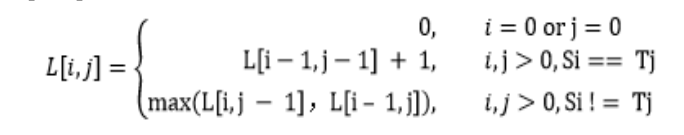 0, i = 0 or j = 0
L[i,j] = { L[i − 1,j − 1] + 1, i,j > 0,Si == Tj
max(L[i,j − 1]，L[i − 1,j]), i,j > 0,Si ! = Tj